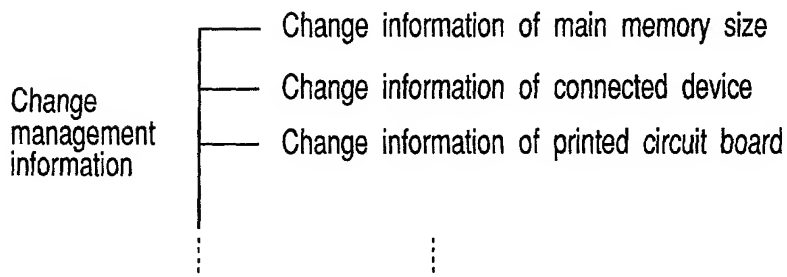 Change information of main memory size
Change information of connected device
Change
management
information
Change information of printed circuit board